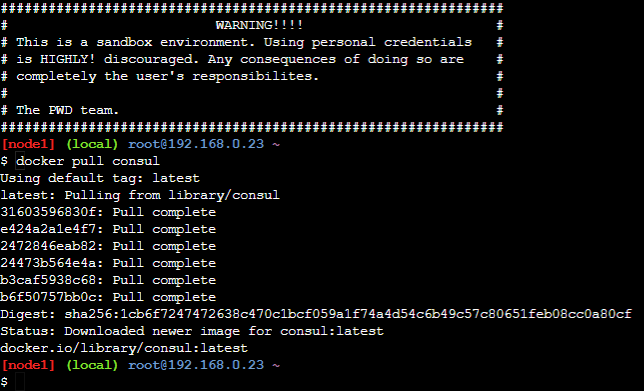 ###############################################################
#                          WARNING!!!!                        #
# This is a sandbox environment. Using personal credentials   #
# is HIGHLY! discouraged. Any consequences of doing so are    #
# completely the user's responsibilites.                      #
#                                                             #
# The PWD team.                                               #
###############################################################
[node1] (local) root@192.168.0.23 ~
$ docker pull consul
Using default tag: latest
latest: Pulling from library/consul
31603596830f: Pull complete
e424a2a1e4f7: Pull complete
2472846eab82: Pull complete
24473b564e4a: Pull complete
b3caf5938c68: Pull complete
b6f50757bb0c: Pull complete
Digest: sha256:1cb6f7247472638c470c1bcf059a1f74a4d54c6b49c57c80651feb08cc0a80cf
Status: Downloaded newer image for consul:latest
docker.io/library/consul:latest
[node1] (local) root@192.168.0.23 ~
$